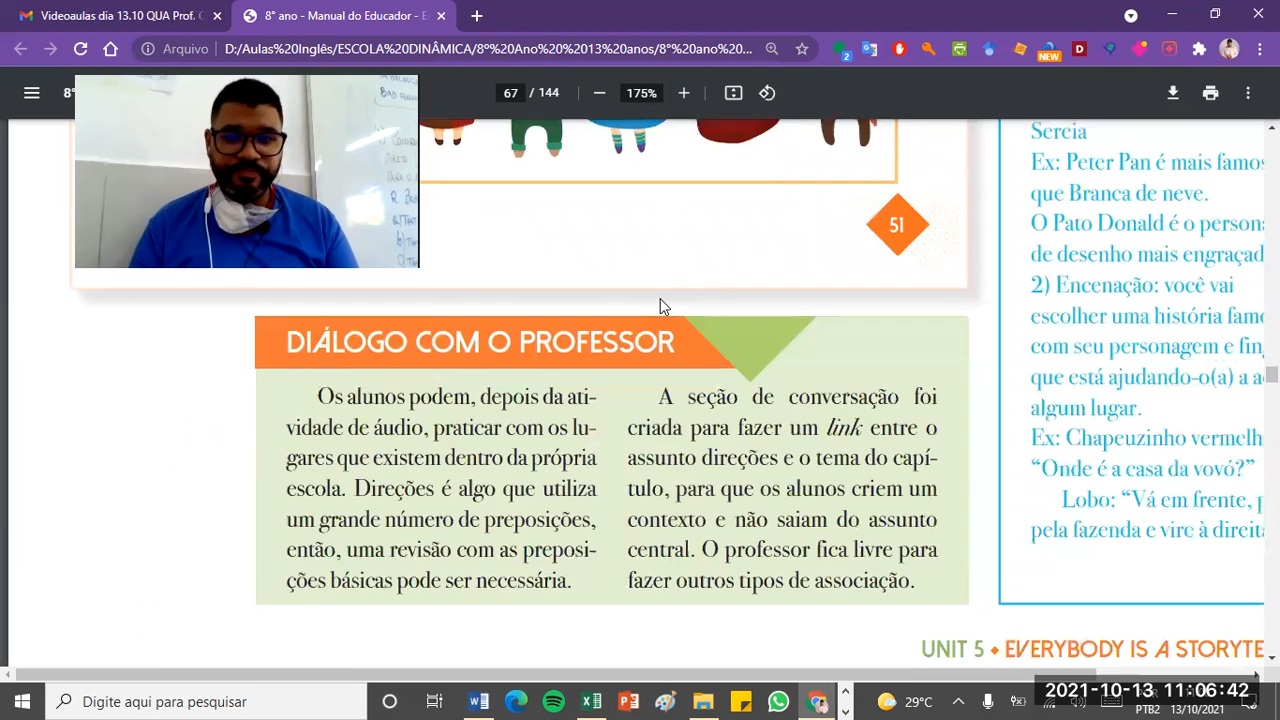 Videoaulas dia 13.10 QUA Prof. G
8° ano - Manual do Educador - E
Arquivo
D:/Aulas%20Inglês/ESCOLA%20DINÂMICA/8º%20Ano%20%2013%20anos/8°%20ano%20...
2
NEW
8°
67 / 144
175%
BAD
51
DIÁLOGO COM O PROFESSOR
Os alunos podem, depois da ati-
vidade de áudio, praticar com os lu-
gares que existem dentro da própria
escola. Direções é algo que utiliza
um grande número de preposições,
então, uma revisão com as preposi-
ções básicas pode ser necessária.
A seção de conversação foi
criada para fazer um link entre o
assunto direções e o tema do capí-
tulo, para que os alunos criem um
contexto e não saiam do assunto
central. O professor fica livre para
fazer outros tipos de associação.
Sereia
Ex: Peter Pan é mais famos
que Branca de neve.
O Pato Donald é o persona
de desenho mais engraçad
2) Encenação: você vai
escolher uma história famo
com seu personagem e fin
que está ajudando-o(a) a a
algum lugar.
Ex: Chapeuzinho vermelh
“Onde é a casa da vovó?”
Lobo: “Vá em frente, p
pela fazenda e vire à direita
UNIT 5 ◆ EVERYBODY IS A STORYTE
Digite aqui para pesquisar
29°C
2021-10-13 11:06:42
PTB2
13/10/2021